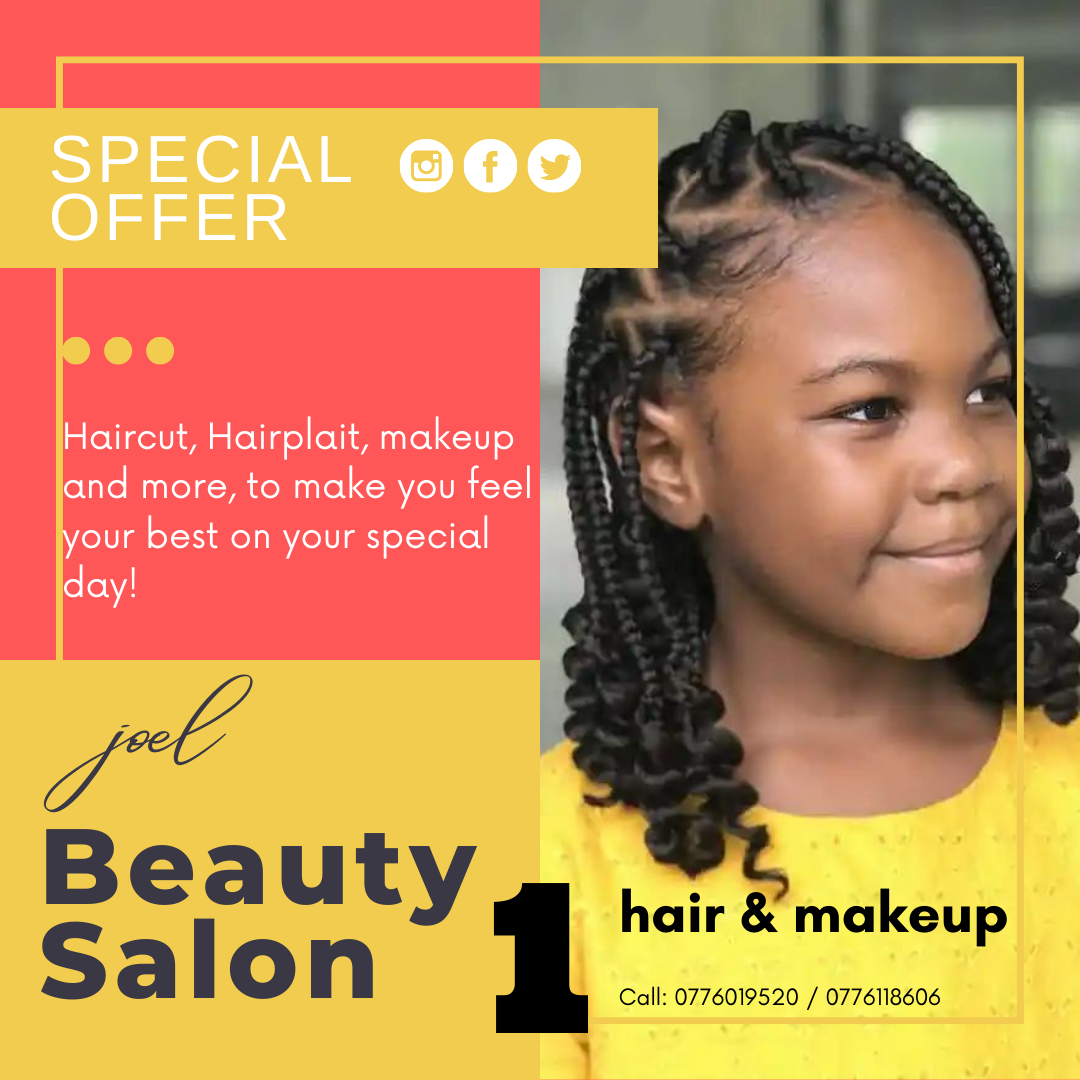 SPECIAL
OFFER
Haircut, Hairplait, makeup
and more, to make you feel
your best on your special
day!
joel
Beauty
Salon
1
hair & makeup
Call: 0776019520 / 0776118606